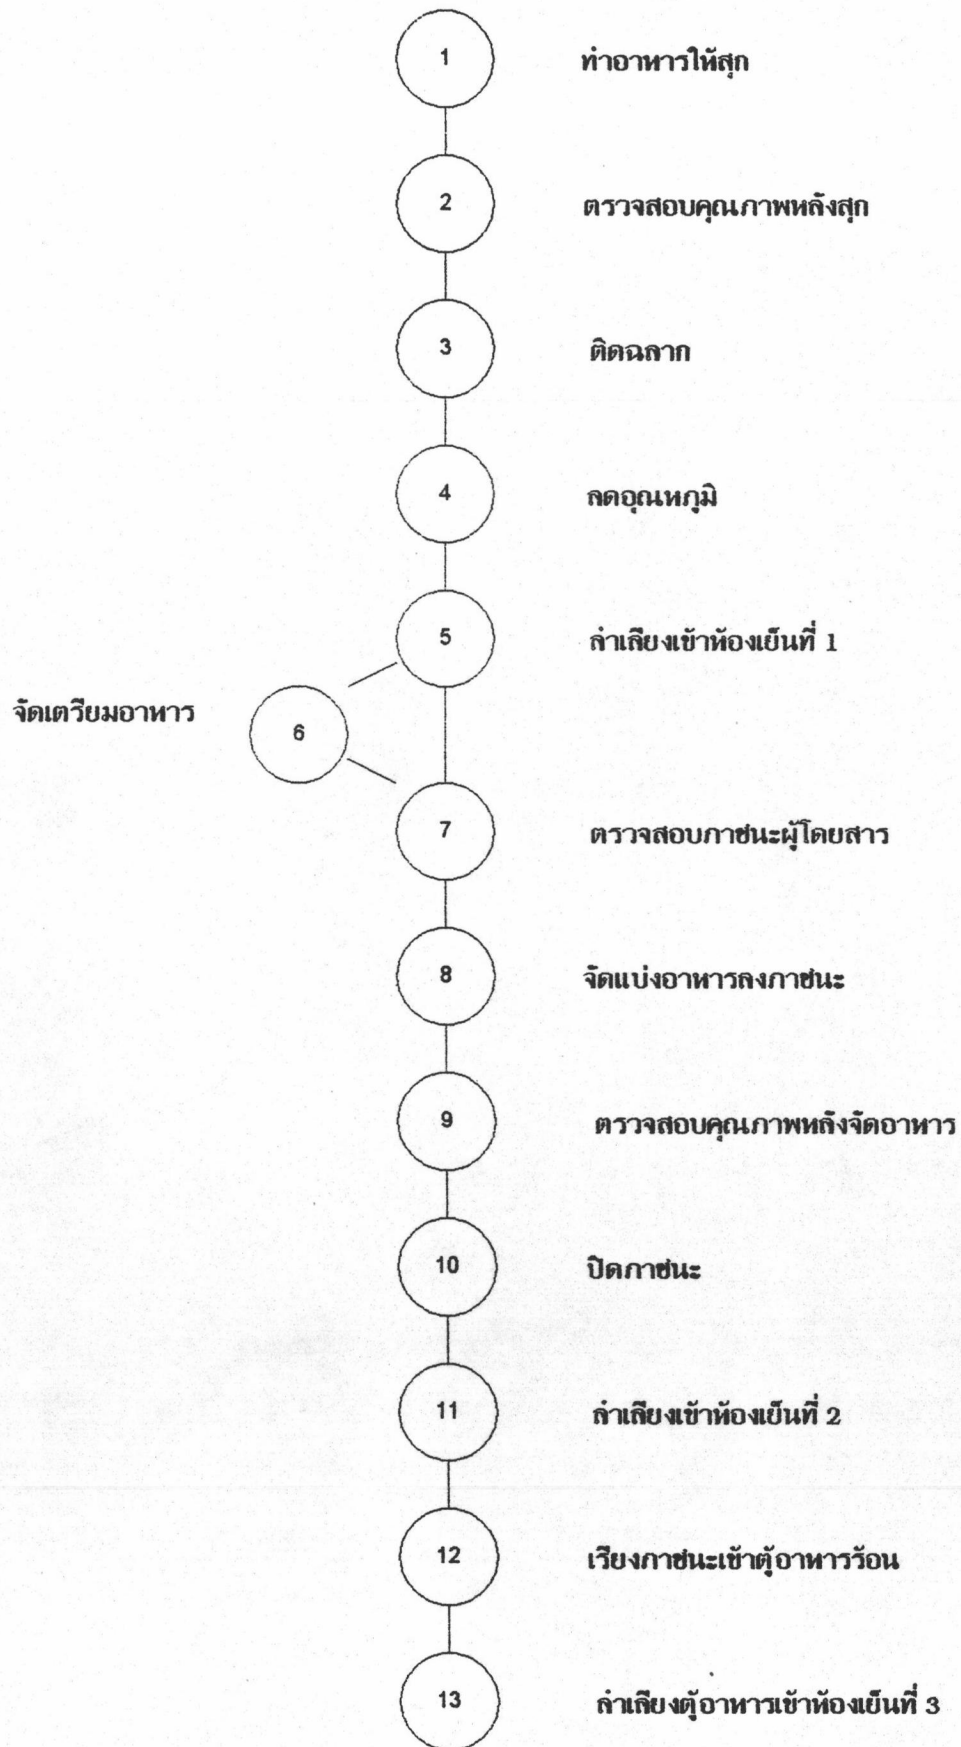 1 ทำอาหารให้สุก
2 ตรวจสอบคุณภาพหลังสุก
3 ติดฉลาก
4 ลดอุณหภูมิ
5 ลำเลียงเข้าห้องเย็นที่ 1
จัดเตรียมอาหาร 6
7 ตรวจสอบภาชนะผู้โดยสาร
8 จัดแบ่งอาหารลงภาชนะ
9 ตรวจสอบคุณภาพหลังจัดอาหาร
10 ปิดภาชนะ
11 ลำเลียงเข้าห้องเย็นที่ 2
12 เรียงภาชนะเข้าตู้อาหารร้อน
13 ลำเลียงตู้อาหารเข้าห้องเย็นที่ 3